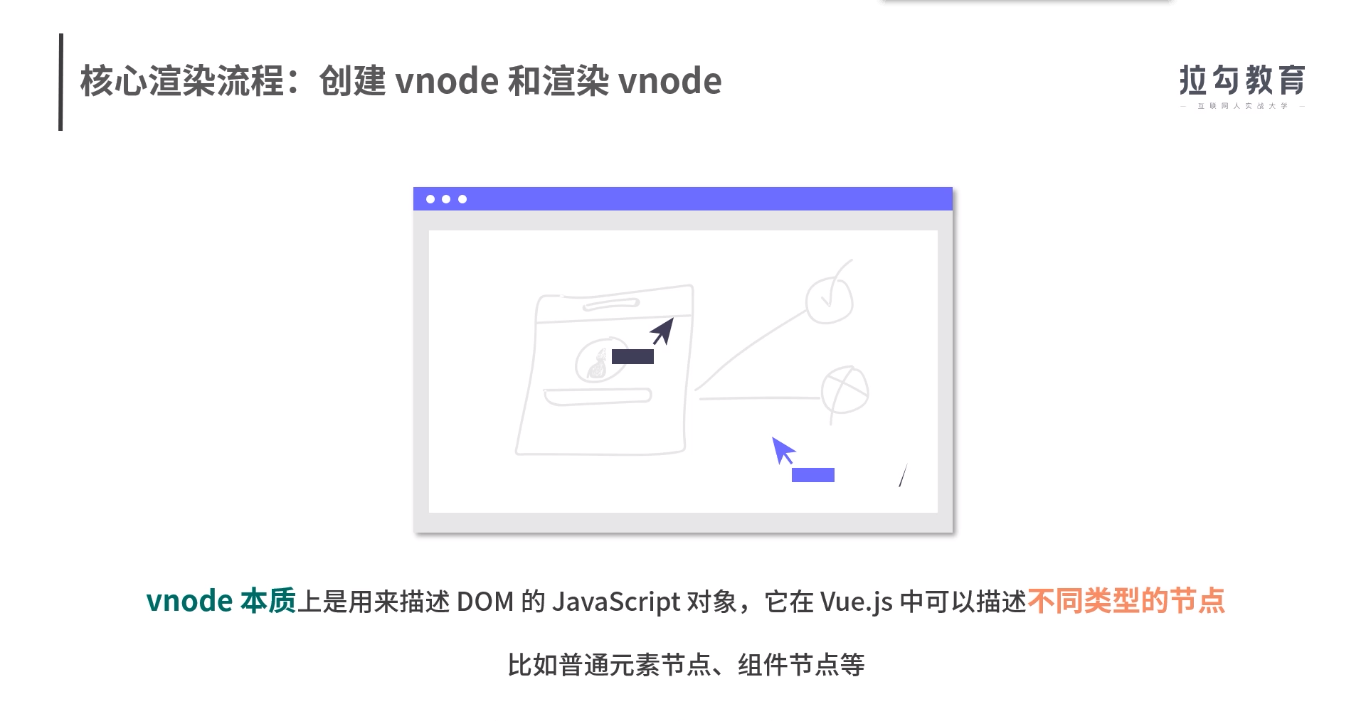 核心渲染流程：创建 vnode 和渲染 vnode
拉勾教育
互联网人实战大学
vnode 本质上是用来描述 DOM 的 JavaScript 对象，它在 Vue.js 中可以描述不同类型的节点
比如普通元素节点、组件节点等